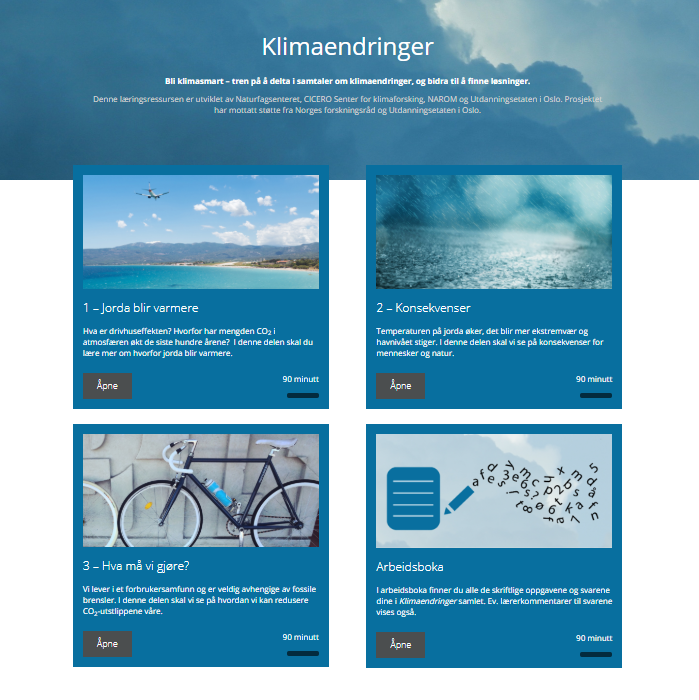 Klimaendringer
Bli klimasmart – tren på å delta i samtaler om klimaendringer, og bidra til å finne løsninger.
Denne læringsressursen er utviklet av Naturfagsenteret, CICERO Senter for klimaforsking, NAROM og Utdanningsetaten i Oslo. Prosjektet
har mottatt støtte fra Norges forskningsråd og Utdanningsetaten i Oslo.
1 – Jorda blir varmere
Hva er drivhuseffekten? Hvorfor har mengden CO₂ i
atmosfæren økt de siste hundre årene? I denne delen skal du
lære mer om hvorfor jorda blir varmere.
Åpne
90 minutt
2 – Konsekvenser
Temperaturen på jorda øker, det blir mer ekstremvær og
havnivået stiger. I denne delen skal vi se på konsekvenser for
mennesker og natur.
Åpne
90 minutt
3 – Hva må vi gjøre?
Vi lever i et forbrukersamfunn og er veldig avhengige av fossile
brensler. I denne delen skal vi se på hvordan vi kan redusere
CO₂-utstlippene våre.
Åpne
90 minutt
Arbeidsboka
I arbeidsboka finner du alle de skriftlige oppgavene og svarene
dine i Klimaendringer samlet. Ev. lærerkommentarer til svarene
vises også.
Åpne
90 minutt